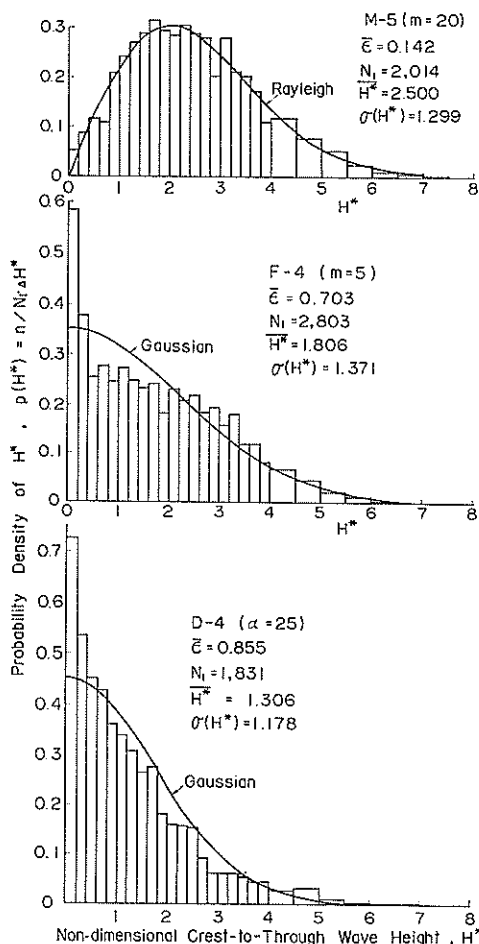 M-5 (m=20)
ε̄=0.142
N₁=2,014
H*=2.500
σ(H*)=1.299
Rayleigh
0.3
0.2
0.1
0
0 1 2 3 4 5 6 7 8
H*
F-4 (m=5)
ε̄=0.703
N₁=2,803
H*=1.806
σ(H*)=1.371
Gaussian
0.6
0.5
0.4
0.3
0.2
0.1
0
0 1 2 3 4 5 6 7 8
H*
Probability Density of H*, p(H*)=n/N₁·ΔH*
D-4 (α=25)
ε̄=0.855
N₁=1,831
H* = 1.306
σ(H*)=1.178
Gaussian
0.7
0.6
0.5
0.4
0.3
0.2
0.1
0
1 2 3 4 5 6 7 8
Non-dimensional Crest-to-Through Wave Height, H*